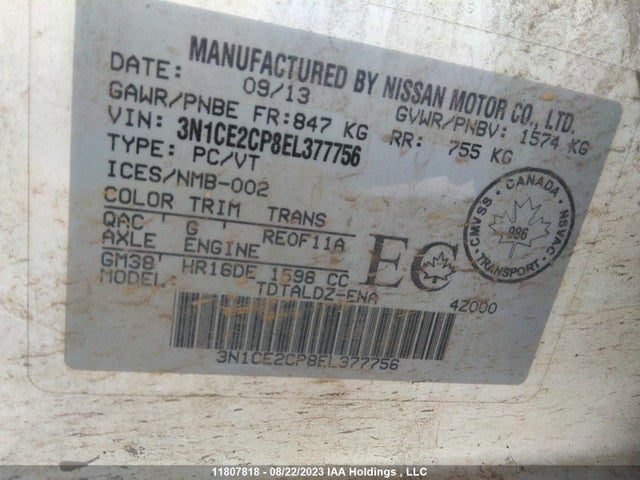 MANUFACTURED BY NISSAN MOTOR CO., LTD.
DATE: 09/13
GVWR/PNBV: 1574 KG
GAWR/PNBE FR: 847 KG RR: 755 KG
VIN: 3N1CE2CP8EL377756
TYPE: PC/VT
ICES/NMB-002
COLOR TRIM TRANS
QAC G RE0F11A
AXLE ENGINE
GM38 HR16DE 1598 CC
MODEL: TDTALDZ-ENA
EC
4Z000
CANADA
CMVSS NSVAC
986
TRANSPORT
3N1CE2CP8EL377756
11807818 - 08/22/2023 IAA Holdings , LLC